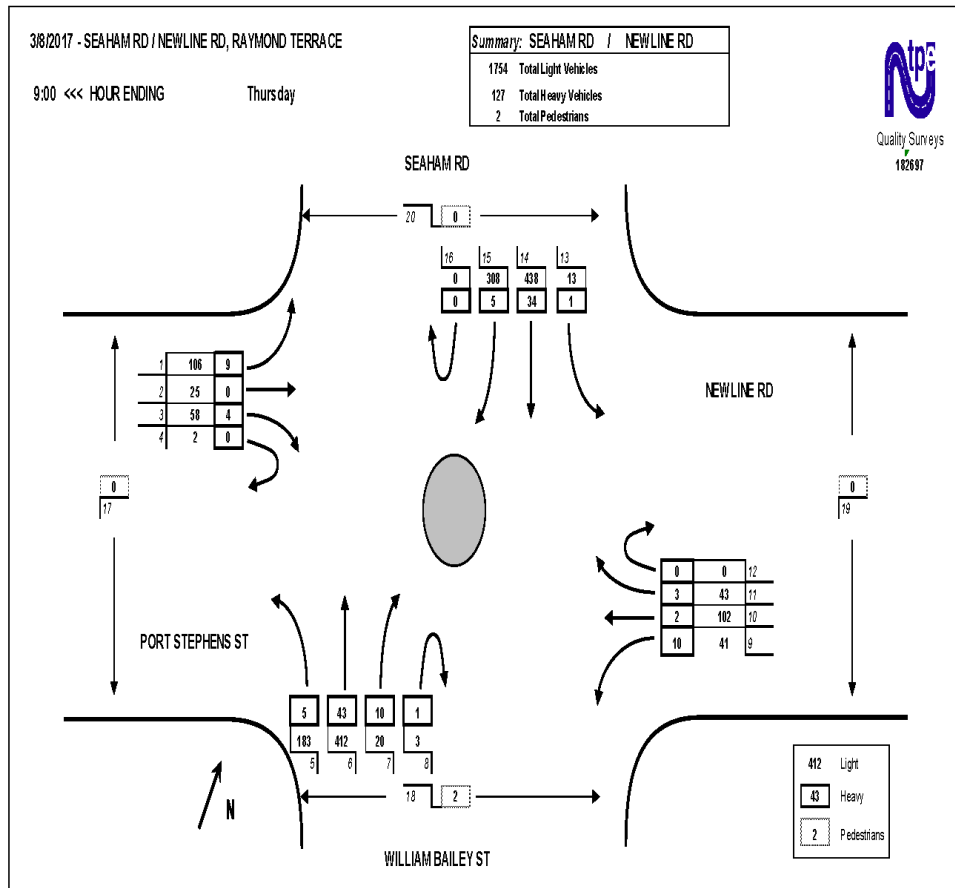 3/8/2017 - SEAHAM RD / NEWLINE RD, RAYMOND TERRACE
9:00 <<< HOUR ENDING Thursday
Summary: SEAHAM RD / NEWLINE RD
1754 Total Light Vehicles
127 Total Heavy Vehicles
2 Total Pedestrians
tpe
Quality Surveys
182697
SEAHAM RD
20 0
16 15 14 13
0 308 438 13
0 5 34 1
1 106 9
2 25 0
3 58 4
4 2 0
NEWLINE RD
0
17
0
19
0 0 12
3 43 11
2 102 10
10 41 9
PORT STEPHENS ST
5 43 10 1
183 412 20 3
5 6 7 8
18 2
N
WILLIAM BAILEY ST
412 Light
43 Heavy
2 Pedestrians